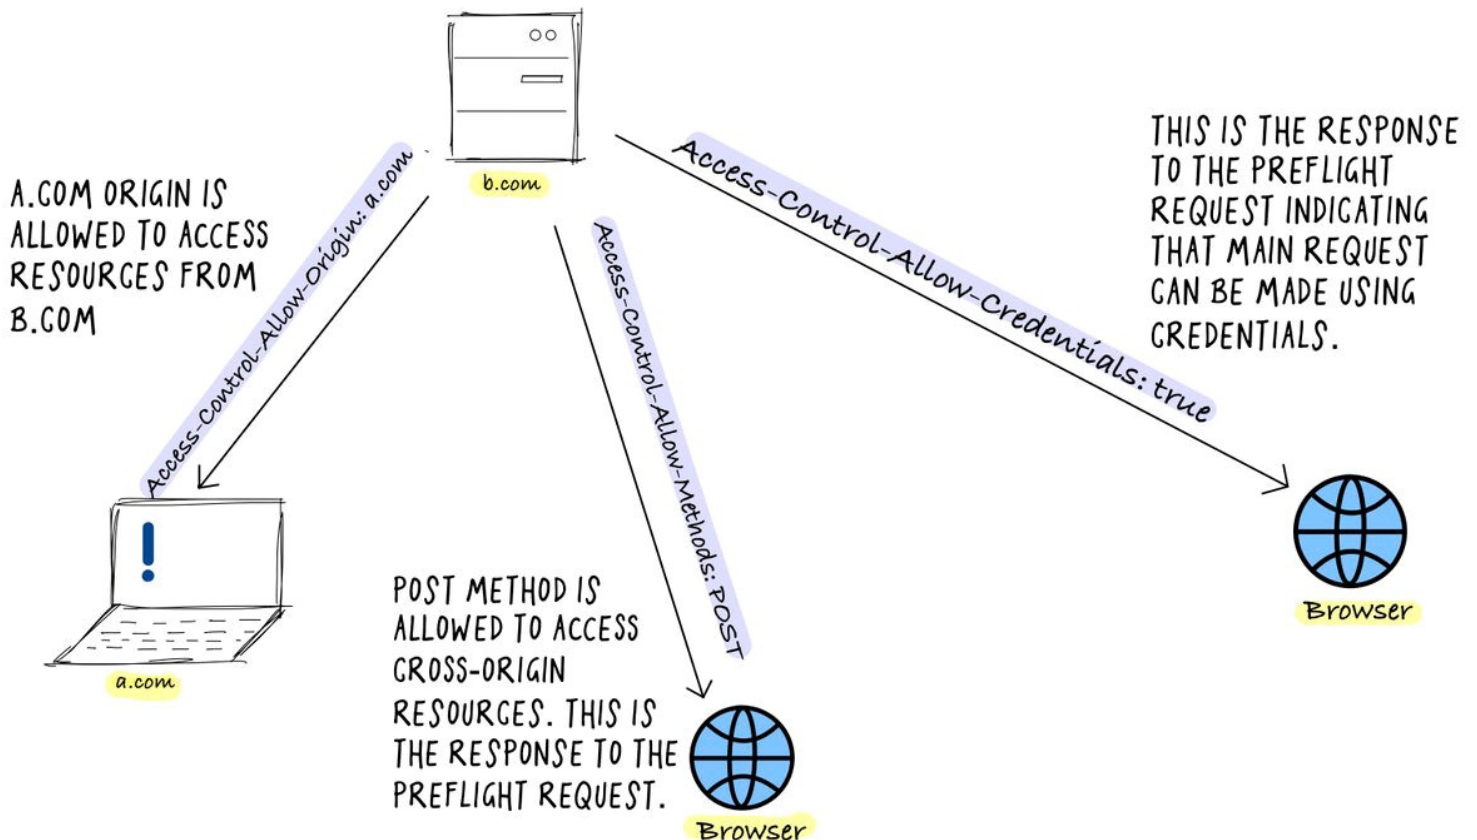 b.com
A.COM ORIGIN IS
ALLOWED TO ACCESS
RESOURCES FROM
B.COM
Access-Control-Allow-Origin: a.com
a.com
Access-Control-Allow-Methods: POST
POST METHOD IS
ALLOWED TO ACCESS
CROSS-ORIGIN
RESOURCES. THIS IS
THE RESPONSE TO THE
PREFLIGHT REQUEST.
Browser
Access-Control-Allow-Credentials: true
THIS IS THE RESPONSE
TO THE PREFLIGHT
REQUEST INDICATING
THAT MAIN REQUEST
CAN BE MADE USING
CREDENTIALS.
Browser